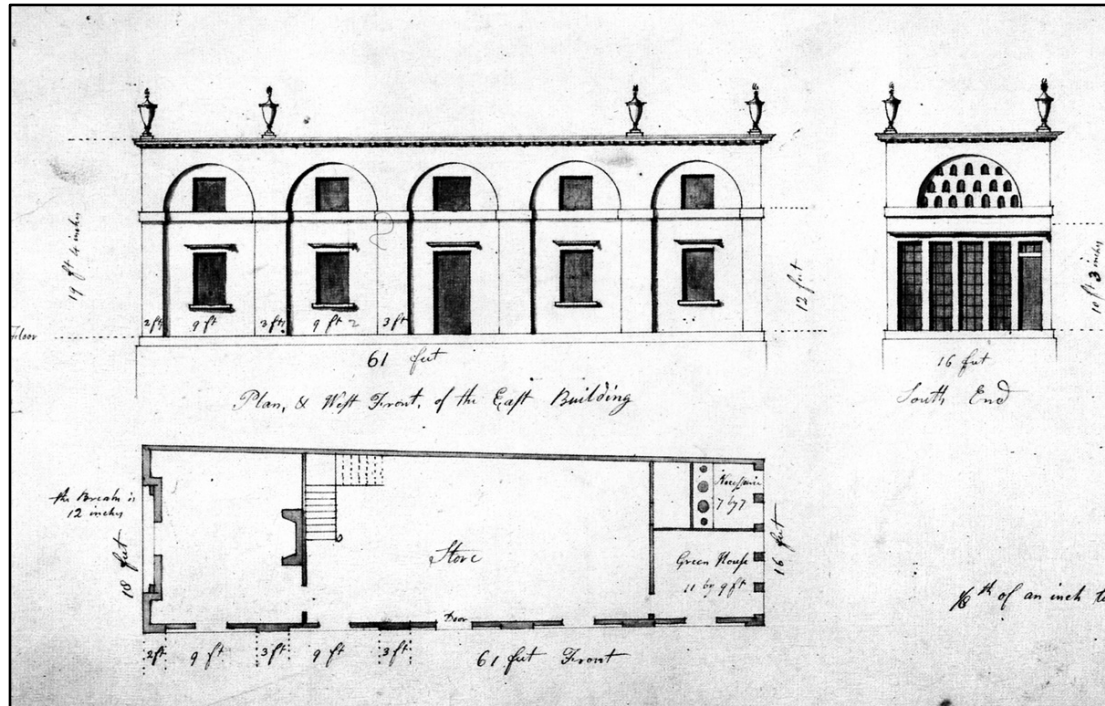 19 ft 4 inches
Floor
2 ft
9 ft
3 ft
9 ft 2
3 ft
12 feet
10 ft 3 inches
61 feet
16 feet
Plan, & West Front, of the East Building
South End
the Break is
12 inches
18 feet
Store
Door
7 by 7
Green House
11 by 9 ft
16 feet
16th of an inch to
2 ft
9 ft
3 ft
9 ft
3 ft
61 feet Front